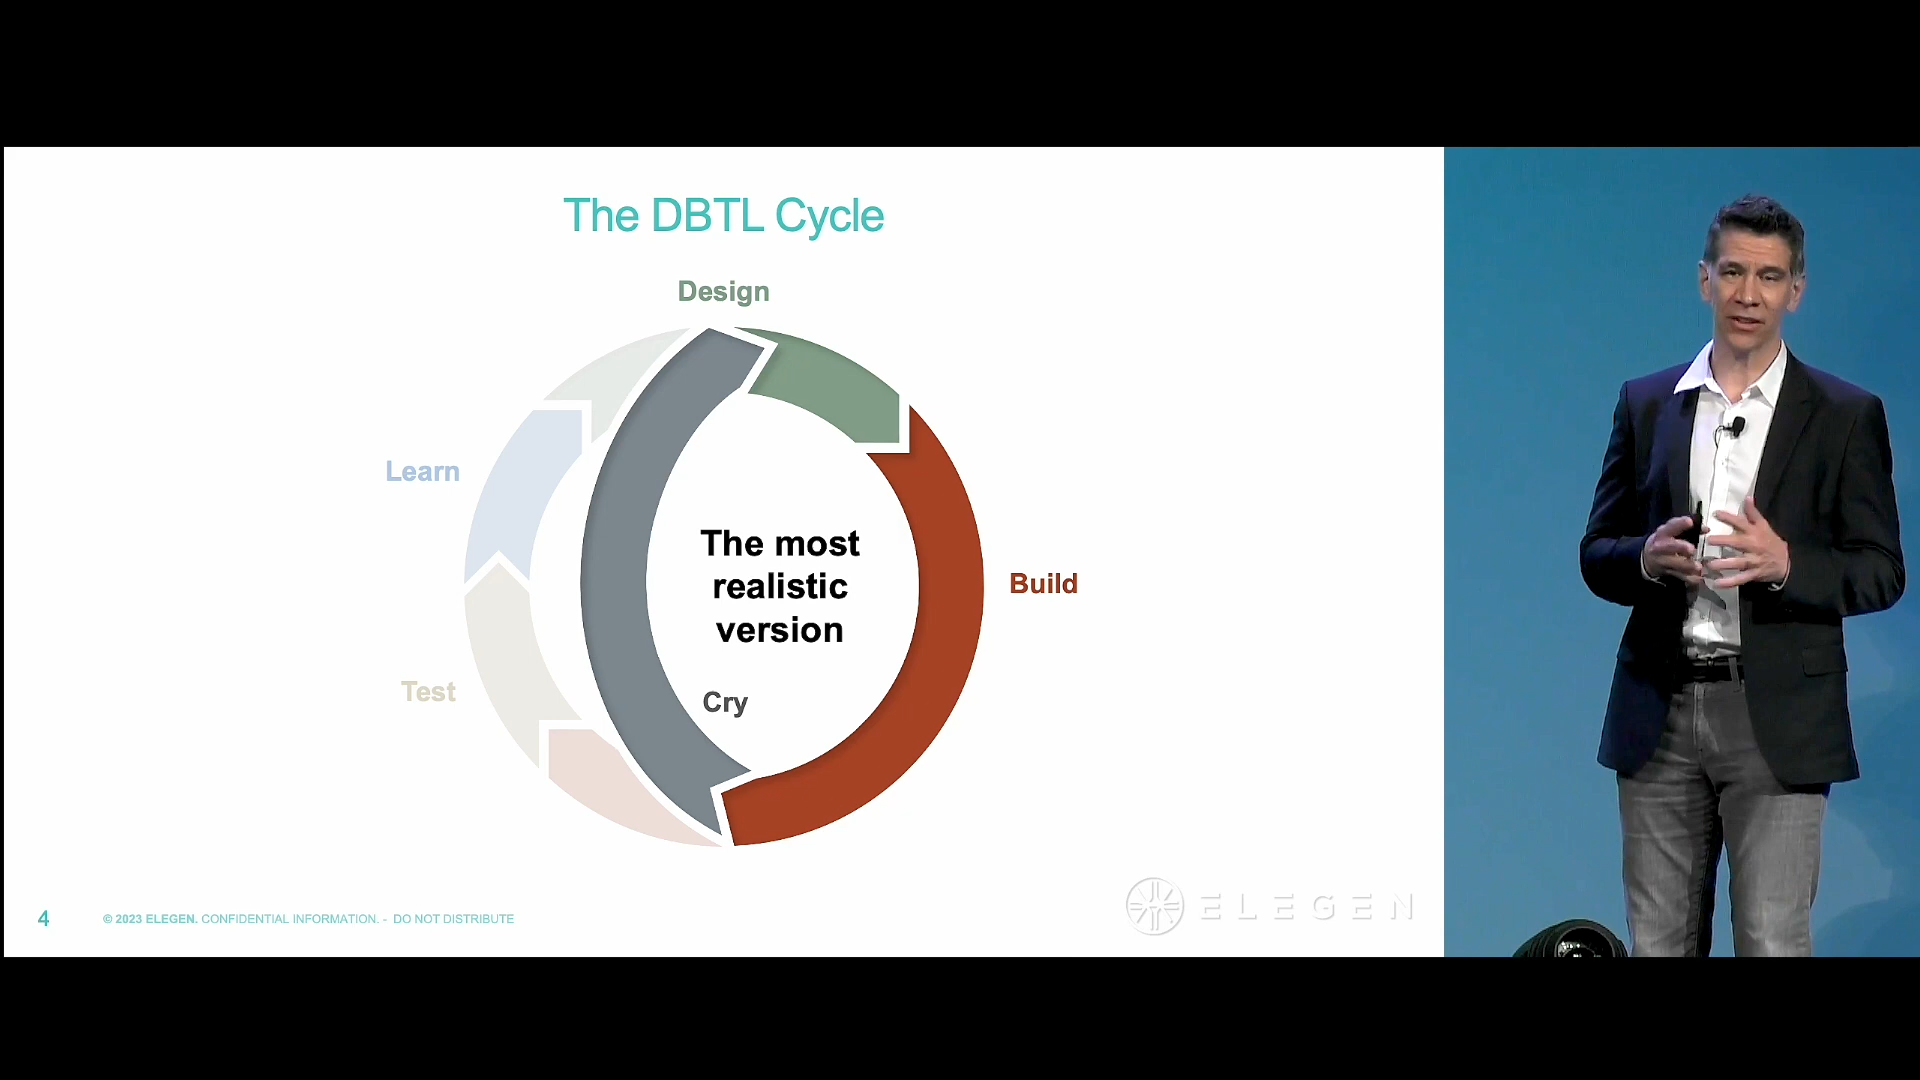 The DBTL Cycle
Design
Learn
The most
realistic
version
Build
Test
Cry
4
© 2023 ELEGEN. CONFIDENTIAL INFORMATION. - DO NOT DISTRIBUTE
ELEGEN